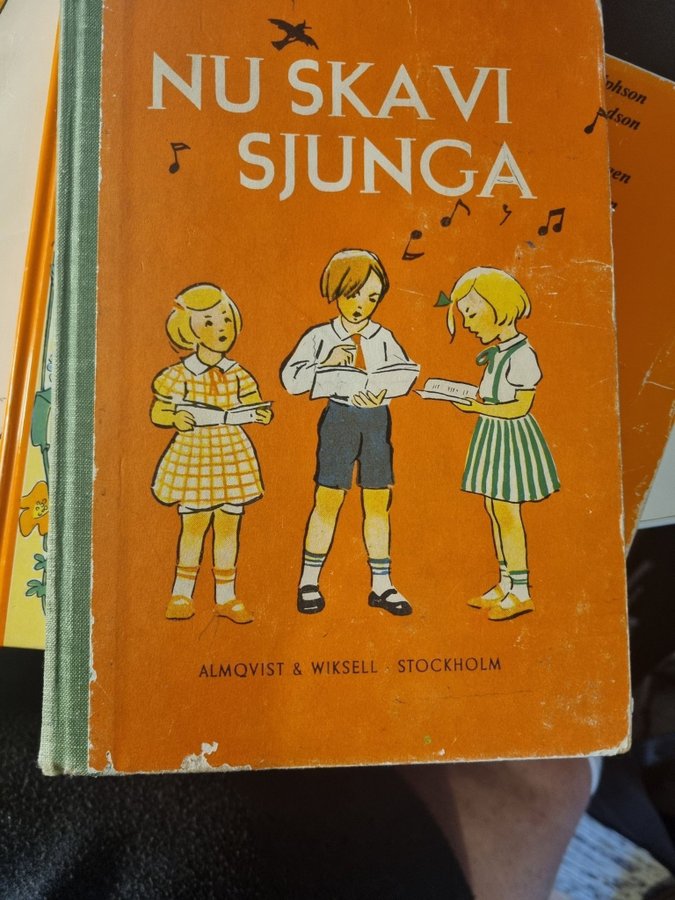 NU SKA VI
SJUNGA
ALMQVIST & WIKSELL · STOCKHOLM